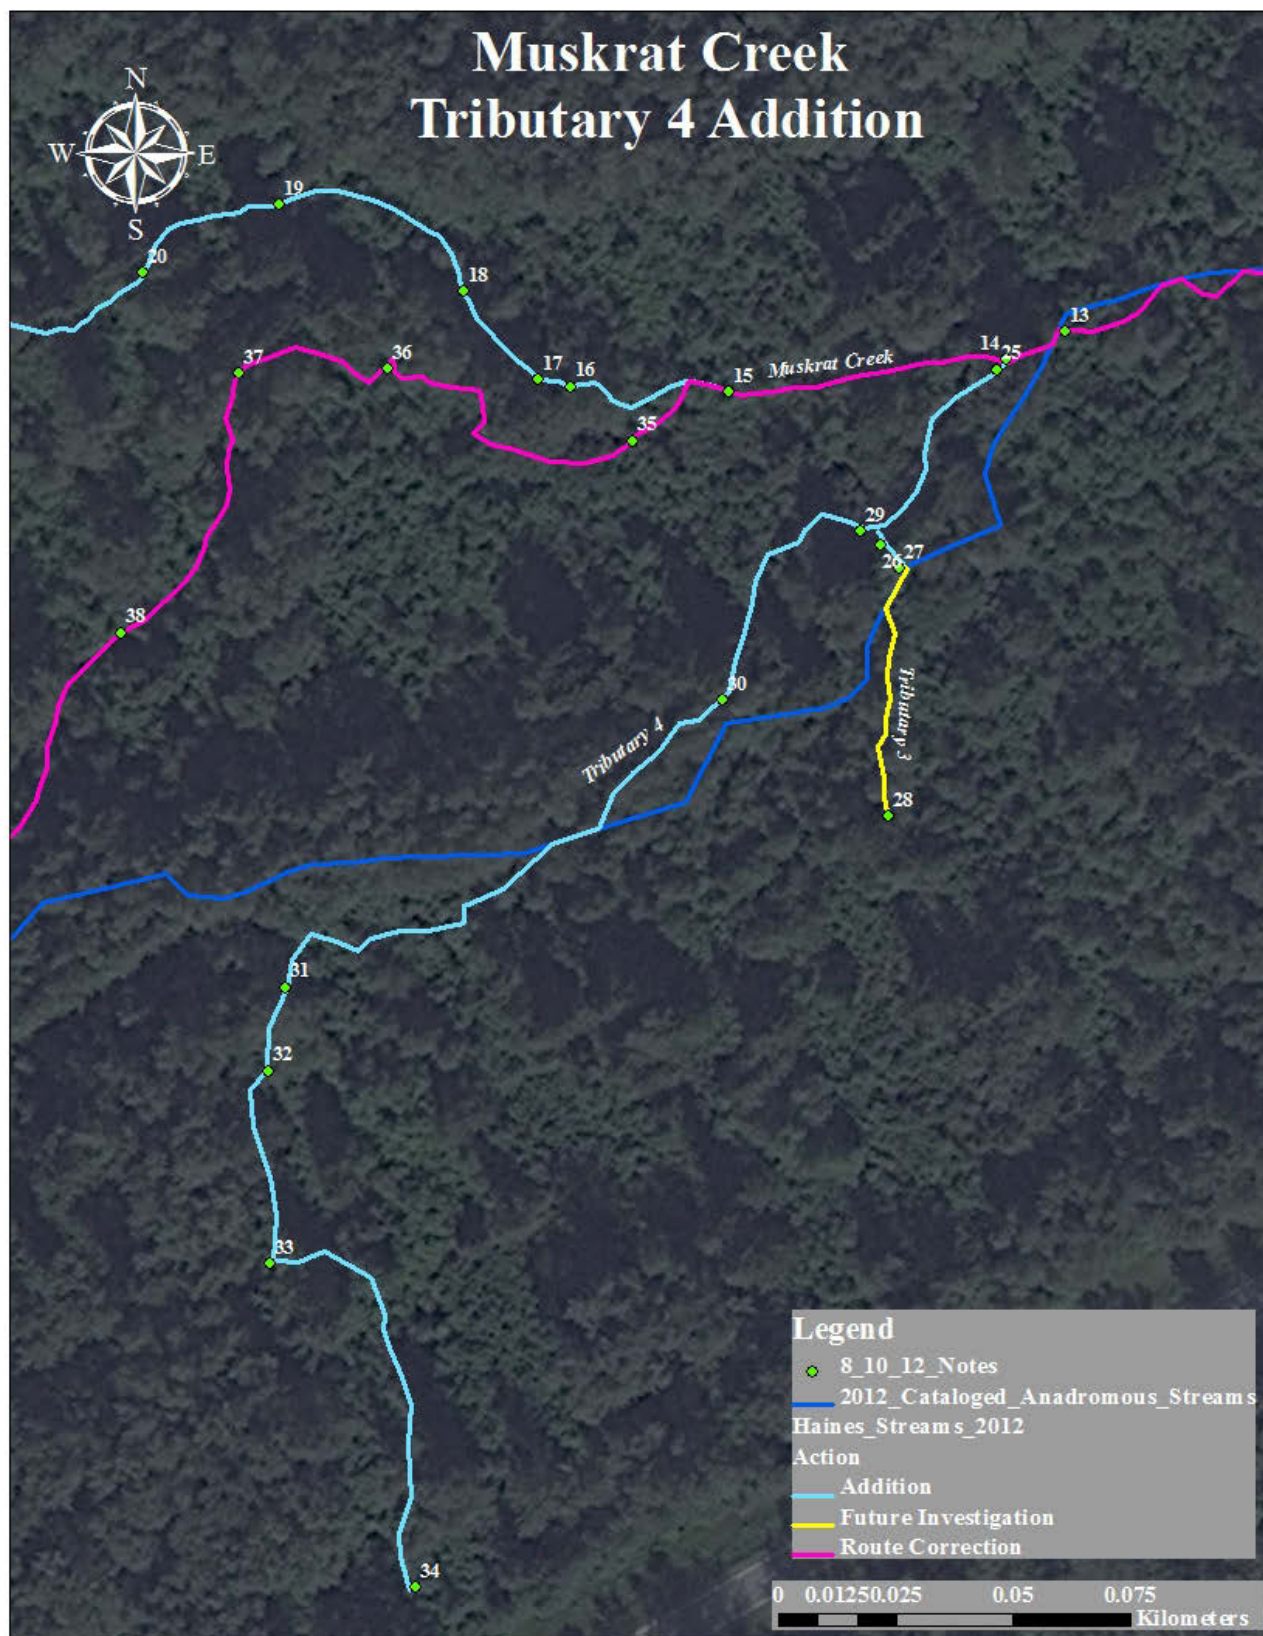 Muskrat Creek
Tributary 4 Addition
N
W E
S
19
20
18
13
37
36
17
16
15
Muskrat Creek
14
25
35
29
27
26
38
30
Tributary 4
Tributary 3
28
31
32
33
34
Legend
8_10_12_Notes
2012_Cataloged_Anadromous_Streams
Haines_Streams_2012
Action
Addition
Future Investigation
Route Correction
0 0.01250.025 0.05 0.075
Kilometers